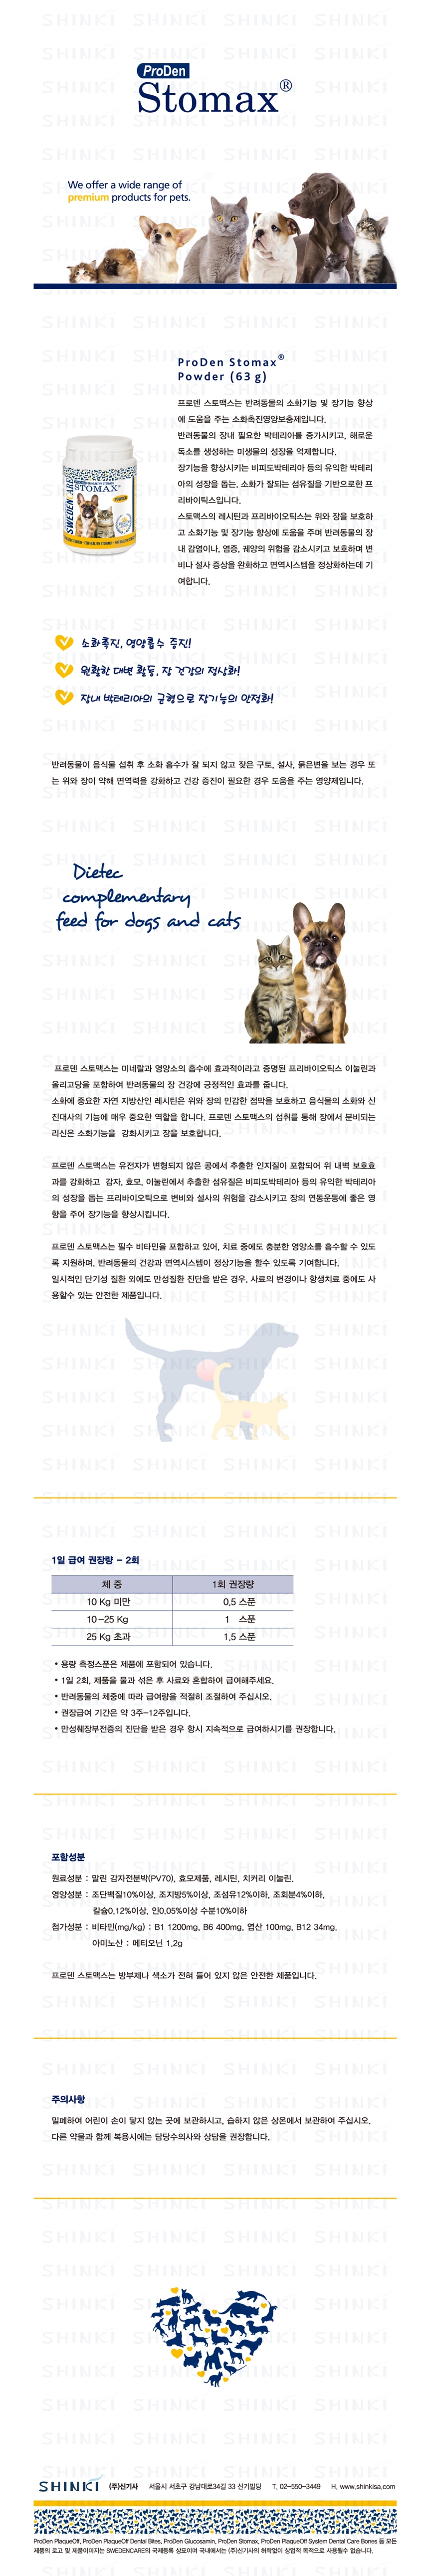 ProDen
Stomax®
We offer a wide range of
premium products for pets.
ProDen Stomax®
Powder (63 g)
프로덴 스토맥스는 반려동물의 소화기능 및 장기능 향상
에 도움을 주는 소화촉진영양보충제입니다.
반려동물의 장내 필요한 박테리아를 증가시키고, 해로운
독소를 생성하는 미생물의 성장을 억제합니다.
장기능을 향상시키는 비피도박테리아 등의 유익한 박테리
아의 성장을 돕는, 소화가 잘되는 섬유질을 기반으로한 프
리바이틱스입니다.
스토맥스의 레시틴과 프리바이오틱스는 위와 장을 보호하
고 소화기능 및 장기능 향상에 도움을 주며 반려동물의 장
내 감염이나, 염증, 궤양의 위험을 감소시키고 보호하며 변
비나 설사 증상을 완화하고 면역시스템을 정상화하는데 기
여합니다.
SWEDEN CARE
STOMAX®
소화촉진, 영양흡수 증진!
원활한 대변 활동, 장 건강의 정상화!
장내 박테리아의 균형으로 장기능의 안정화!
반려동물이 음식물 섭취 후 소화 흡수가 잘 되지 않고 잦은 구토, 설사, 묽은변을 보는 경우 또
는 위와 장이 약해 면역력을 강화하고 건강 증진이 필요한 경우 도움을 주는 영양제입니다.
Dietec
complementary
feed for dogs and cats
프로덴 스토맥스는 미네랄과 영양소의 흡수에 효과적이라고 증명된 프리바이오틱스 이눌린과
올리고당을 포함하여 반려동물의 장 건강에 긍정적인 효과를 줍니다.
소화에 중요한 자연 지방산인 레시틴은 위와 장의 민감한 점막을 보호하고 음식물의 소화와 신
진대사의 기능에 매우 중요한 역할을 합니다. 프로덴 스토맥스의 섭취를 통해 장에서 분비되는
리신은 소화기능을 강화시키고 장을 보호합니다.
프로덴 스토맥스는 유전자가 변형되지 않은 콩에서 추출한 인지질이 포함되어 위 내벽 보호효
과를 강화하고 감자, 효모, 이눌린에서 추출한 섬유질은 비피도박테리아 등의 유익한 박테리아
의 성장을 돕는 프리바이오틱으로 변비와 설사의 위험을 감소시키고 장의 연동운동에 좋은 영
향을 주어 장기능을 향상시킵니다.
프로덴 스토맥스는 필수 비타민을 포함하고 있어, 치료 중에도 충분한 영양소를 흡수할 수 있도
록 지원하며, 반려동물의 건강과 면역시스템이 정상기능을 할수 있도록 기여합니다.
일시적인 단기성 질환 외에도 만성질환 진단을 받은 경우, 사료의 변경이나 항생치료 중에도 사
용할수 있는 안전한 제품입니다.
1일 급여 권장량 - 2회
체 중 1회 권장량
10 Kg 미만 0.5 스푼
10-25 Kg 1 스푼
25 Kg 초과 1.5 스푼
• 용량 측정스푼은 제품에 포함되어 있습니다.
• 1일 2회, 제품을 물과 섞은 후 사료와 혼합하여 급여해주세요.
• 반려동물의 체중에 따라 급여량을 적절히 조절하여 주십시오.
• 권장급여 기간은 약 3주-12주입니다.
• 만성췌장부전증의 진단을 받은 경우 항시 지속적으로 급여하시기를 권장합니다.
포함성분
원료성분 : 말린 감자전분박(PV70), 효모제품, 레시틴, 치커리 이눌린.
영양성분 : 조단백질10%이상, 조지방5%이상, 조섬유12%이하, 조회분4%이하,
칼슘0.12%이상, 인0.05%이상 수분10%이하
첨가성분 : 비타민(mg/kg) : B1 1200mg, B6 400mg, 엽산 100mg, B12 34mg.
아미노산 : 메티오닌 1.2g
프로덴 스토맥스는 방부제나 색소가 전혀 들어 있지 않은 안전한 제품입니다.
주의사항
밀폐하여 어린이 손이 닿지 않는 곳에 보관하시고, 습하지 않은 상온에서 보관하여 주십시오.
다른 약물과 함께 복용시에는 담당수의사와 상담을 권장합니다.
SHINKI (주)신기사 서울시 서초구 강남대로34길 33 신기빌딩 T. 02-550-3449 H. www.shinkisa.com
ProDen PlaqueOff, ProDen PlaqueOff Dental Bites, ProDen Glucosamin, ProDen Stomax, ProDen PlaqueOff System Dental Care Bones 등 모든
제품의 로고 및 제품이미지는 SWEDENCARE의 국제등록 상표이며 국내에서는 (주)신기사의 허락없이 상업적 목적으로 사용될수 없습니다.